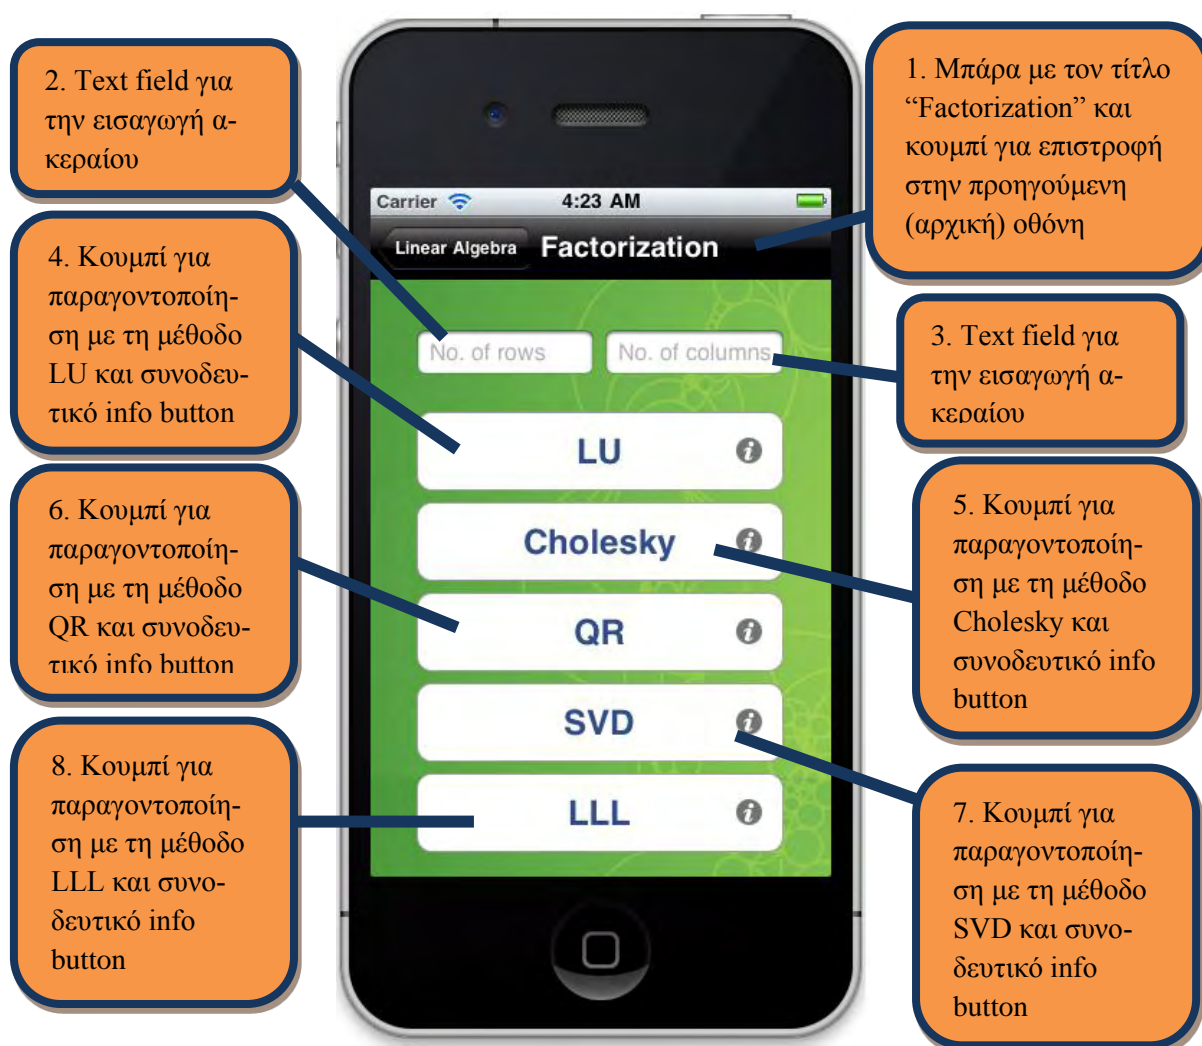 2. Text field για
την εισαγωγή α-
κεραίου
1. Μπάρα με τον τίτλο
“Factorization” και
κουμπί για επιστροφή
στην προηγούμενη
(αρχική) οθόνη
4. Κουμπί για
παραγοντοποίη-
ση με τη μέθοδο
LU και συνοδευ-
τικό info button
3. Text field για
την εισαγωγή α-
κεραίου
6. Κουμπί για
παραγοντοποίη-
ση με τη μέθοδο
QR και συνοδευ-
τικό info button
5. Κουμπί για
παραγοντοποίη-
ση με τη μέθοδο
Cholesky και
συνοδευτικό info
button
8. Κουμπί για
παραγοντοποίη-
ση με τη μέθοδο
LLL και συνο-
δευτικό info
button
7. Κουμπί για
παραγοντοποίη-
ση με τη μέθοδο
SVD και συνο-
δευτικό info
button
Carrier 4:23 AM
Linear Algebra Factorization
No. of rows No. of columns
LU i
Cholesky i
QR i
SVD i
LLL i